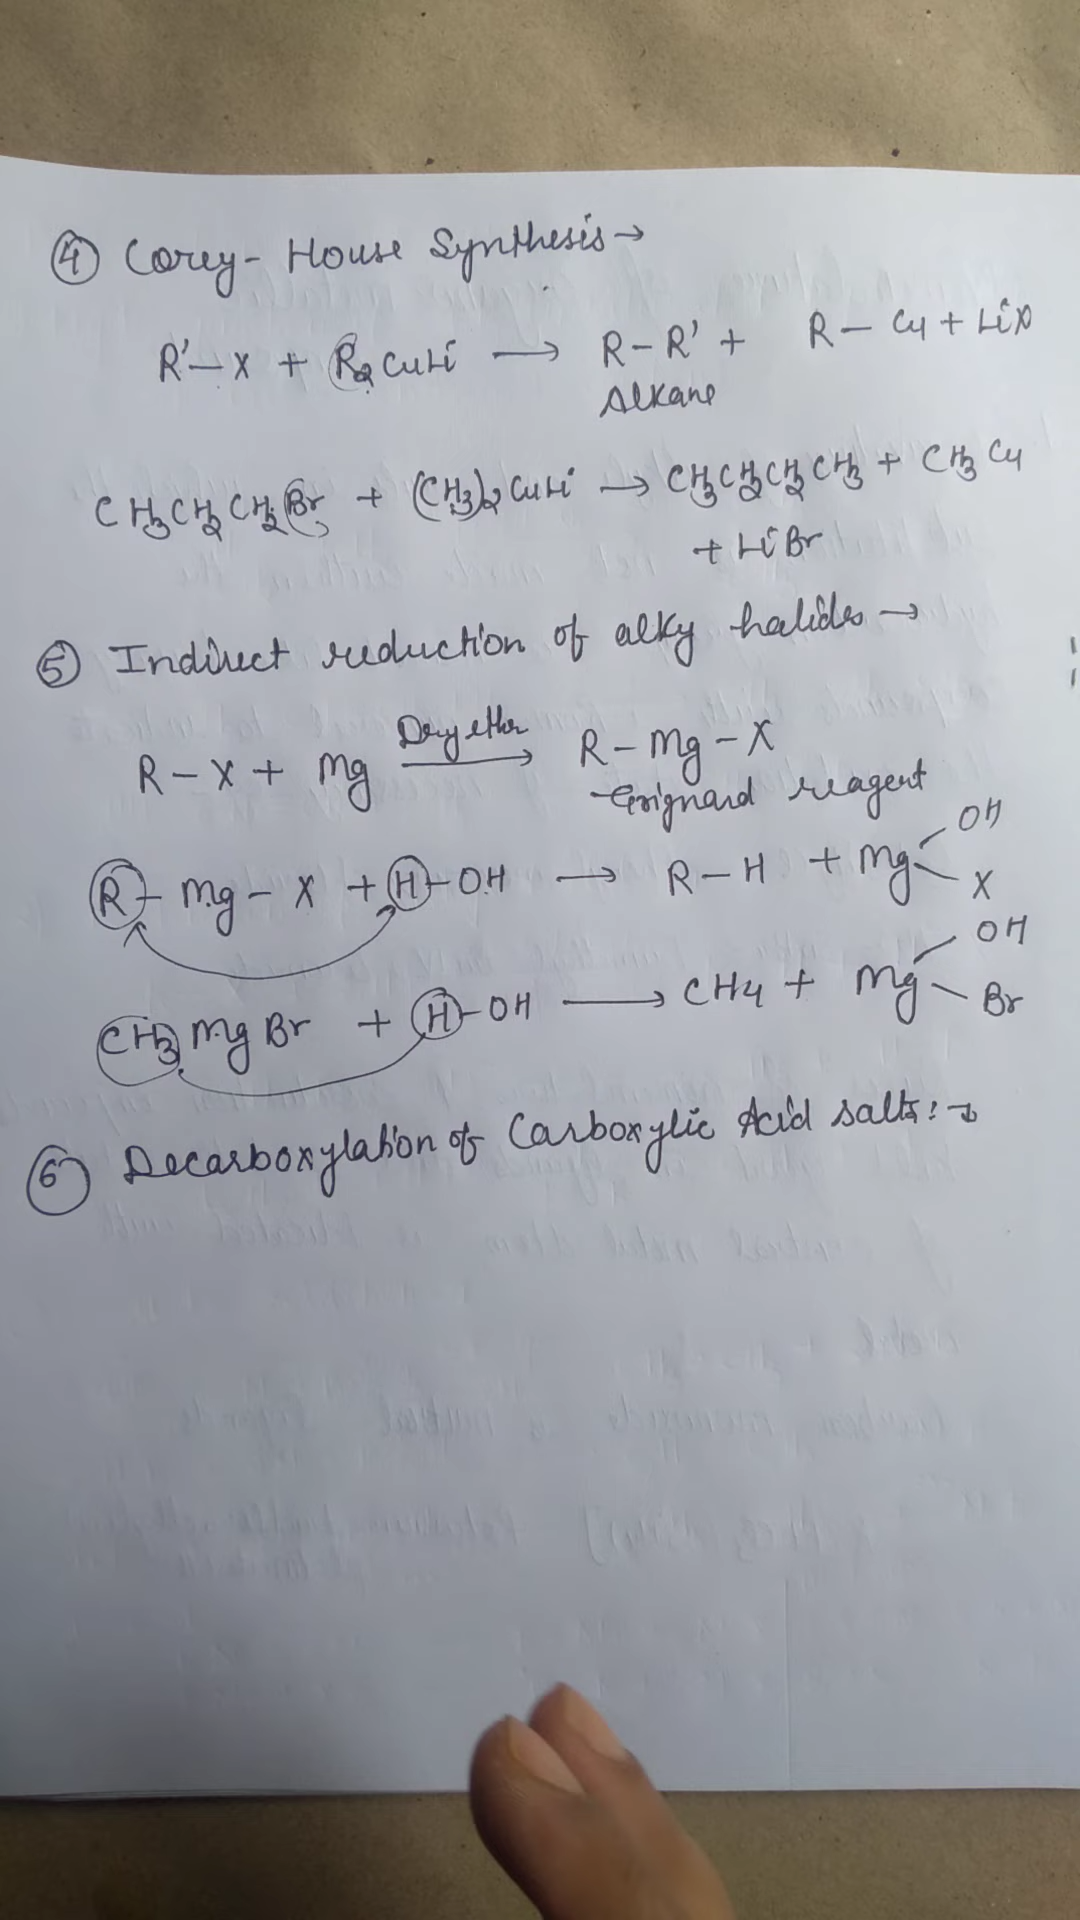 ④ Corey-House Synthesis →
R'-X + R2CuLi → R-R' + R-Cu + LiX
Alkane
CH3CH2CH2Br + (CH3)2CuLi → CH3CH2CH2CH3 + CH3Cu
+ LiBr
⑤ Indirect reduction of alky halides →
Dry ether
R-X + Mg → R-Mg-X
Grignard reagent
R-Mg-X + H-OH → R-H + Mg OH X
CH3MgBr + H-OH → CH4 + Mg OH Br
⑥ Decarboxylation of Carboxylic Acid salts:→